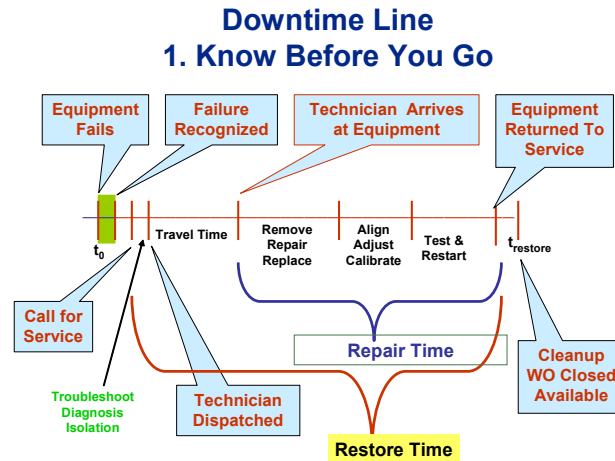 Downtime Line
1. Know Before You Go
Equipment
Fails
Failure
Recognized
Technician Arrives
at Equipment
Equipment
Returned To
Service
t0
Travel Time
Remove
Repair
Replace
Align
Adjust
Calibrate
Test &
Restart
trestore
Call for
Service
Repair Time
Troubleshoot
Diagnosis
Isolation
Technician
Dispatched
Cleanup
WO Closed
Available
Restore Time